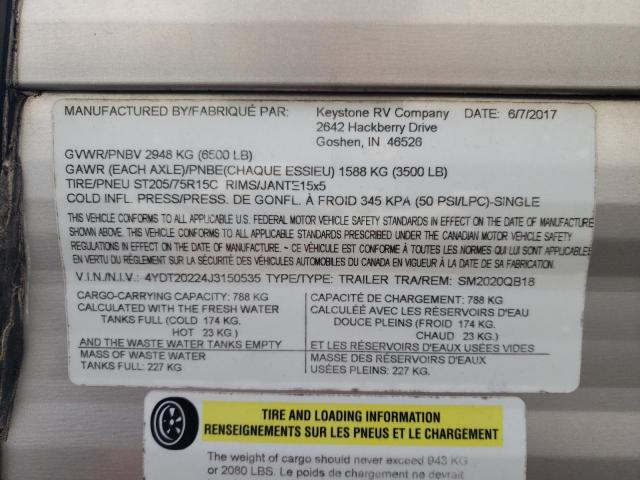 MANUFACTURED BY/FABRIQUÉ PAR: Keystone RV Company DATE: 6/7/2017
2642 Hackberry Drive
Goshen, IN 46526
GVWR/PNBV 2948 KG (6500 LB)
GAWR (EACH AXLE)/PNBE(CHAQUE ESSIEU) 1588 KG (3500 LB)
TIRE/PNEU ST205/75R15C RIMS/JANTE15x5
COLD INFL. PRESS/PRESS. DE GONFL. À FROID 345 KPA (50 PSI/LPC)-SINGLE
THIS VEHICLE CONFORMS TO ALL APPLICABLE U.S. FEDERAL MOTOR VEHICLE SAFETY STANDARDS IN EFFECT ON THE DATE OF MANUFACTURE
SHOWN ABOVE. THIS VEHICLE CONFORMS TO ALL APPLICABLE STANDARDS PRESCRIBED UNDER THE CANADIAN MOTOR VEHICLE SAFETY
REGULATIONS IN EFFECT ON THE DATE OF MANUFACTURE. ~ CE VÉHICULE EST CONFORME À TOUTES LES NORMES QUI LUI SONT APPLICABLES
EN VERTU DU RÈGLEMENT SUR LA SÉCURITÉ DES VÉHICULES AUTOMOBILES DU CANADA EN VIGUEUR À LA DATE DE SA FABRICATION.
V.I.N./N.I.V.: 4YDT20224J3150535 TYPE/TYPE: TRAILER TRA/REM: SM2020QB18
CARGO-CARRYING CAPACITY: 788 KG
CALCULATED WITH THE FRESH WATER
TANKS FULL (COLD 174 KG.
HOT 23 KG.)
AND THE WASTE WATER TANKS EMPTY
MASS OF WASTE WATER
TANKS FULL: 227 KG
CAPACITÉ DE CHARGEMENT: 788 KG
CALCULÉE AVEC LES RÉSERVOIRS D'EAU
DOUCE PLEINS (FROID 174 KG.
CHAUD 23 KG.)
ET LES RÉSERVOIRS D'EAUX USÉES VIDES
MASSE DES RÉSERVOIRS D'EAUX
USÉES PLEINS: 227 KG.
TIRE AND LOADING INFORMATION
RENSEIGNEMENTS SUR LES PNEUS ET LE CHARGEMENT
The weight of cargo should never exceed 943 KG
or 2080 LBS. Le poids de chargement ne devrait